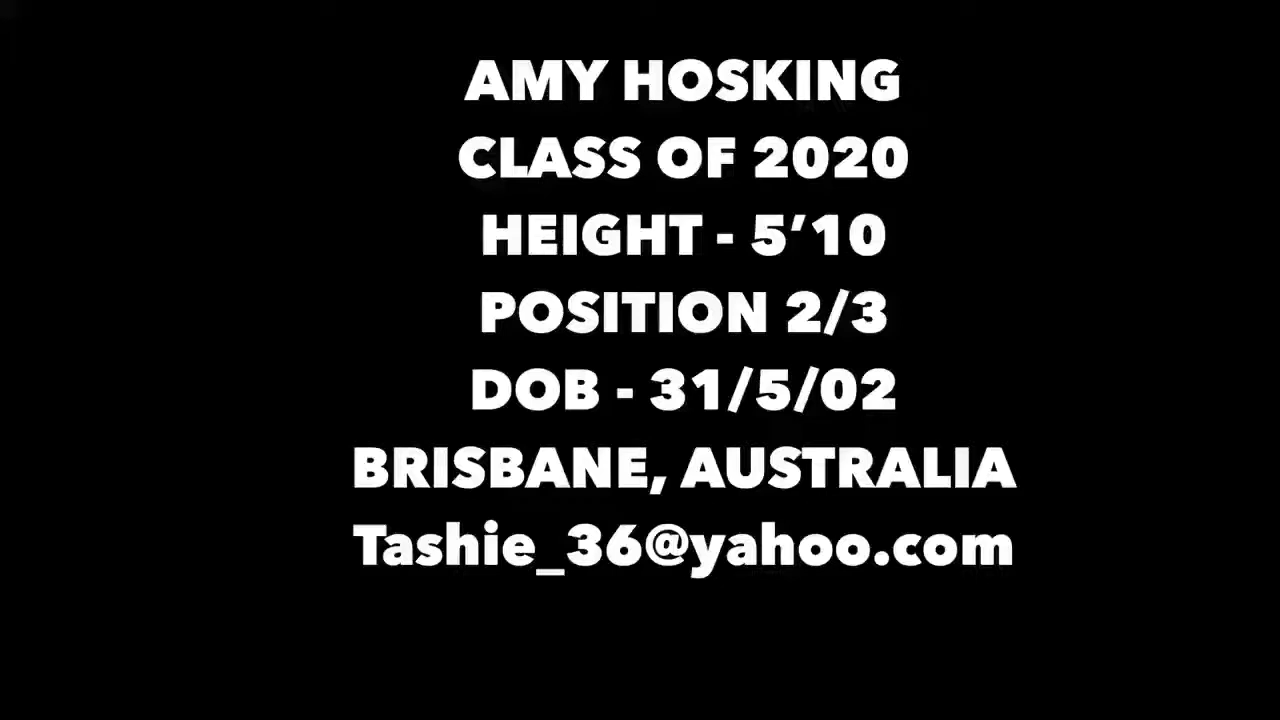 AMY HOSKING
CLASS OF 2020
HEIGHT - 5’10
POSITION 2/3
DOB - 31/5/02
BRISBANE, AUSTRALIA
Tashie_36@yahoo.com